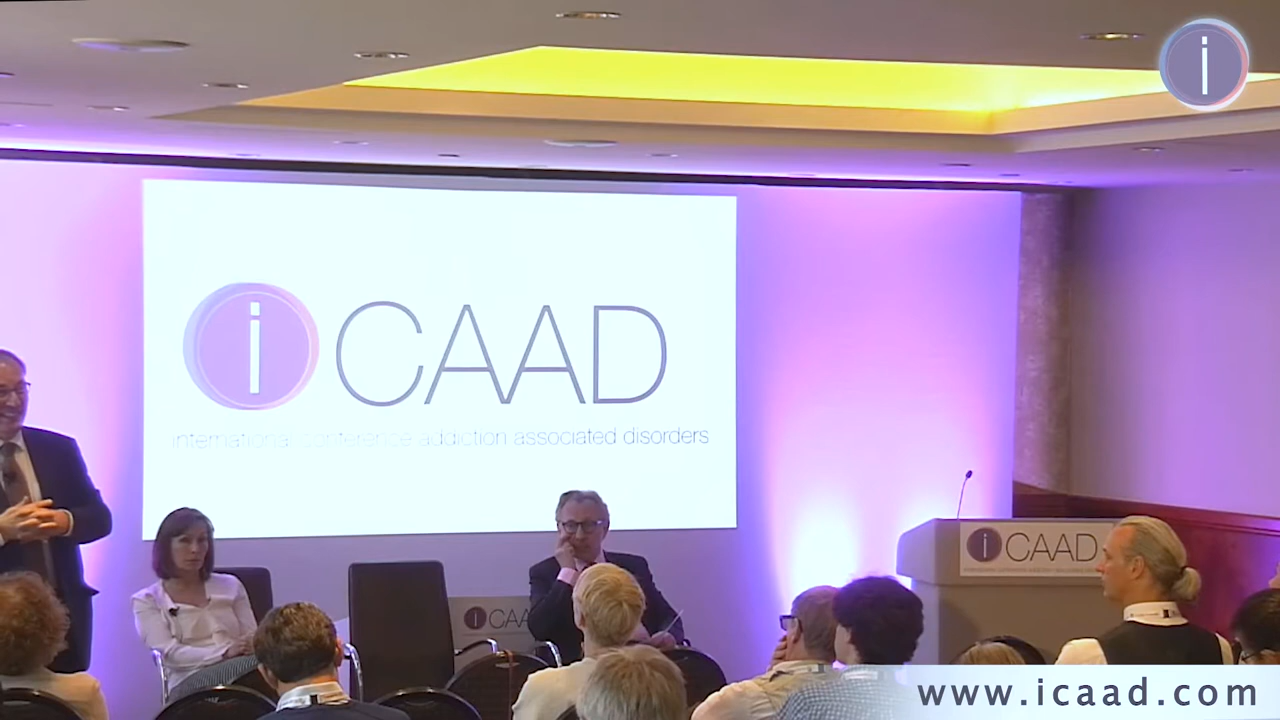 i
i CAAD
international conference addiction associated disorders
i CAAD
i CAA
www.icaad.com